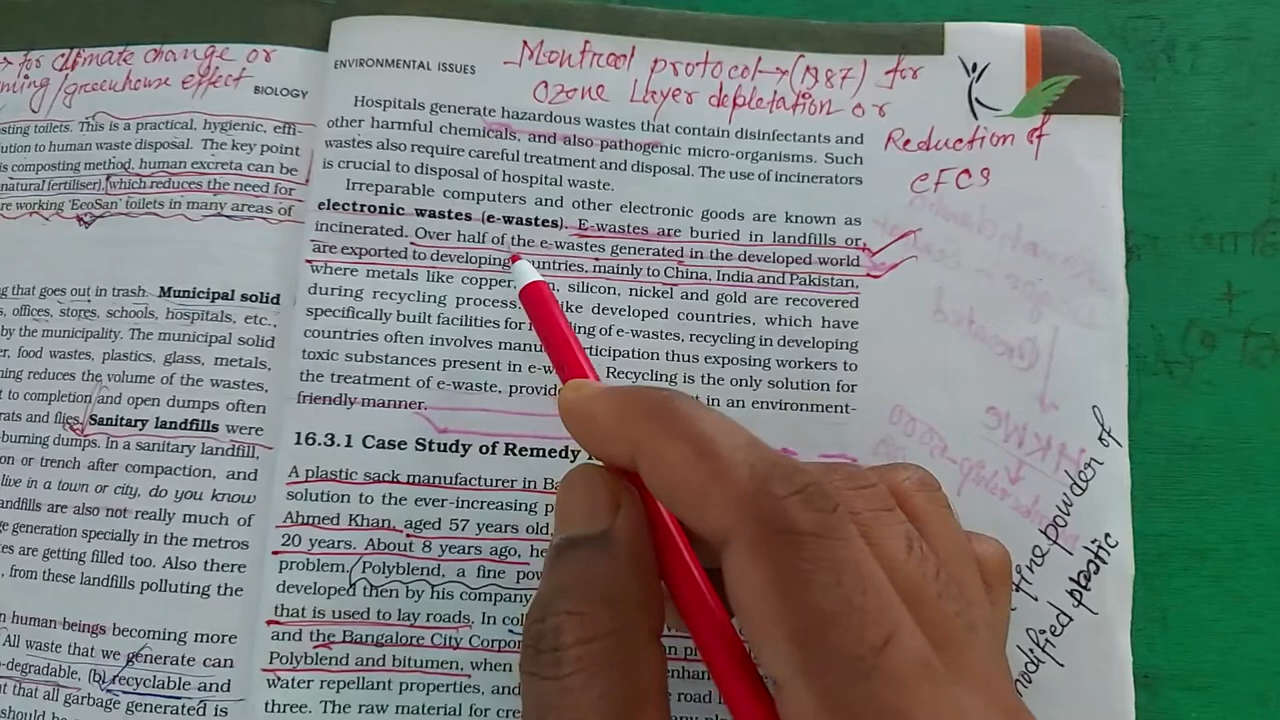 for climate change or
ming/greenhouse effect
BIOLOGY
sting toilets. This is a practical, hygienic, effi-
ution to human waste disposal. The key point
is composting method, human excreta can be
natural fertiliser), which reduces the need for
re working 'EcoSan' toilets in many areas of
g that goes out in trash. Municipal solid
s, offices, stores, schools, hospitals, etc.,
by the municipality. The municipal solid
er, food wastes, plastics, glass, metals,
ning reduces the volume of the wastes,
t to completion and open dumps often
rats and flies. Sanitary landfills were
-burning dumps. In a sanitary landfill,
on or trench after compaction, and
live in a town or city, do you know
andfills are also not really much of
ge generation specially in the metros
es are getting filled too. Also there
, from these landfills polluting the
n human beings becoming more
All waste that we generate can
o-degradable, (b) recyclable and
t that all garbage generated is
should be
ENVIRONMENTAL ISSUES
Montreal protocol→(1987) for
Ozone Layer depletation or
Reduction of
CFCs
Hospitals generate hazardous wastes that contain disinfectants and
other harmful chemicals, and also pathogenic micro-organisms. Such
wastes also require careful treatment and disposal. The use of incinerators
is crucial to disposal of hospital waste.
Irreparable computers and other electronic goods are known as
electronic wastes (e-wastes). E-wastes are buried in landfills or
incinerated. Over half of the e-wastes generated in the developed world
are exported to developing countries, mainly to China, India and Pakistan,
where metals like copper, silicon, nickel and gold are recovered
during recycling process. like developed countries, which have
specifically built facilities for ling of e-wastes, recycling in developing
countries often involves manu rticipation thus exposing workers to
toxic substances present in e-w Recycling is the only solution for
the treatment of e-waste, provide t in an environment-
friendly manner.
16.3.1 Case Study of Remedy
A plastic sack manufacturer in Ba
solution to the ever-increasing p
Ahmed Khan, aged 57 years old,
20 years. About 8 years ago, he
problem. Polyblend, a fine pow
developed then by his company
that is used to lay roads. In coll
and the Bangalore City Corpor
Polyblend and bitumen, when enhan
water repellant properties, and road
three. The raw material for cre
fine powder of
modified plastic